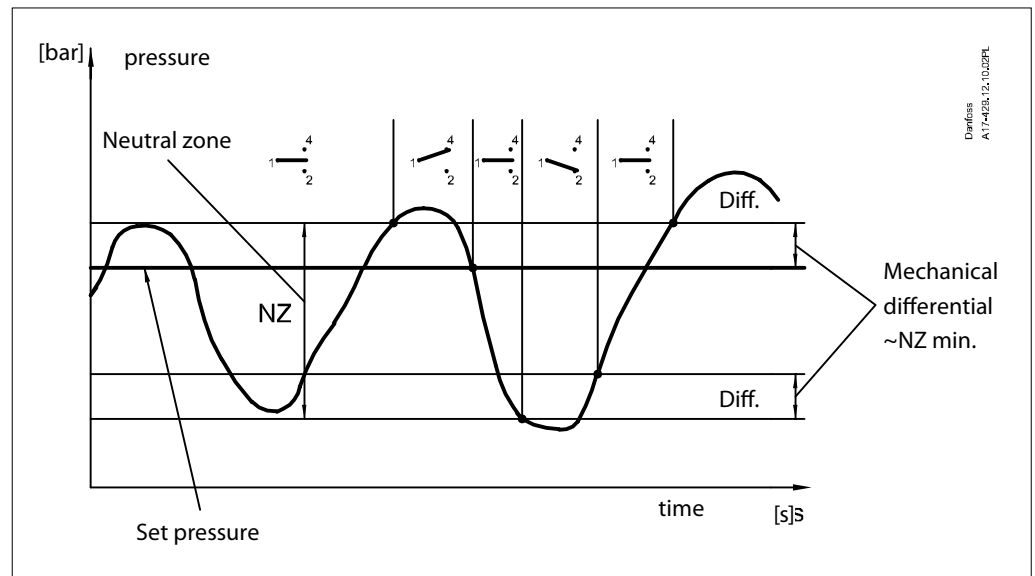 [bar]
pressure
Danfoss
A17-429.12.10.02PL
Neutral zone
4
1
2
4
1
2
4
1
2
4
1
2
4
1
2
Diff.
NZ
Mechanical
differential
~NZ min.
Diff.
time
[s]s
Set pressure